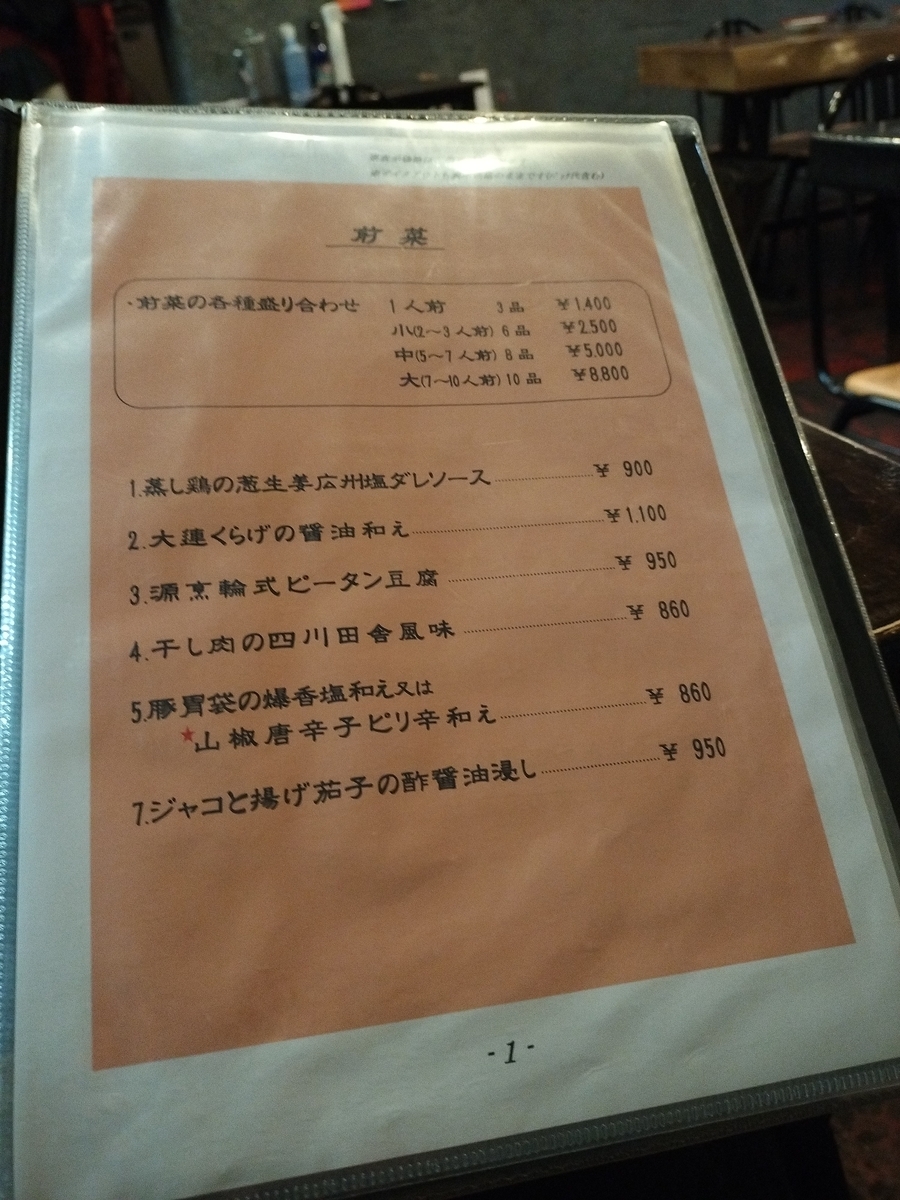 前菜
・前菜の各種盛り合わせ 1人前 3品 ¥1,400
小(2〜3人前) 6品 ¥2,500
中(5〜7人前) 8品 ¥5,000
大(7〜10人前) 10品 ¥8,800
1.蒸し鶏の葱生姜広州塩ダレソース ¥900
2.大連くらげの醤油和え ¥1,100
3.源烹輪式ピータン豆腐 ¥950
4.干し肉の四川田舎風味 ¥860
5.豚胃袋の爆香塩和え又は
★山椒唐辛子ピリ辛和え ¥860
7.ジャコと揚げ茄子の酢醤油浸し ¥950
-1-